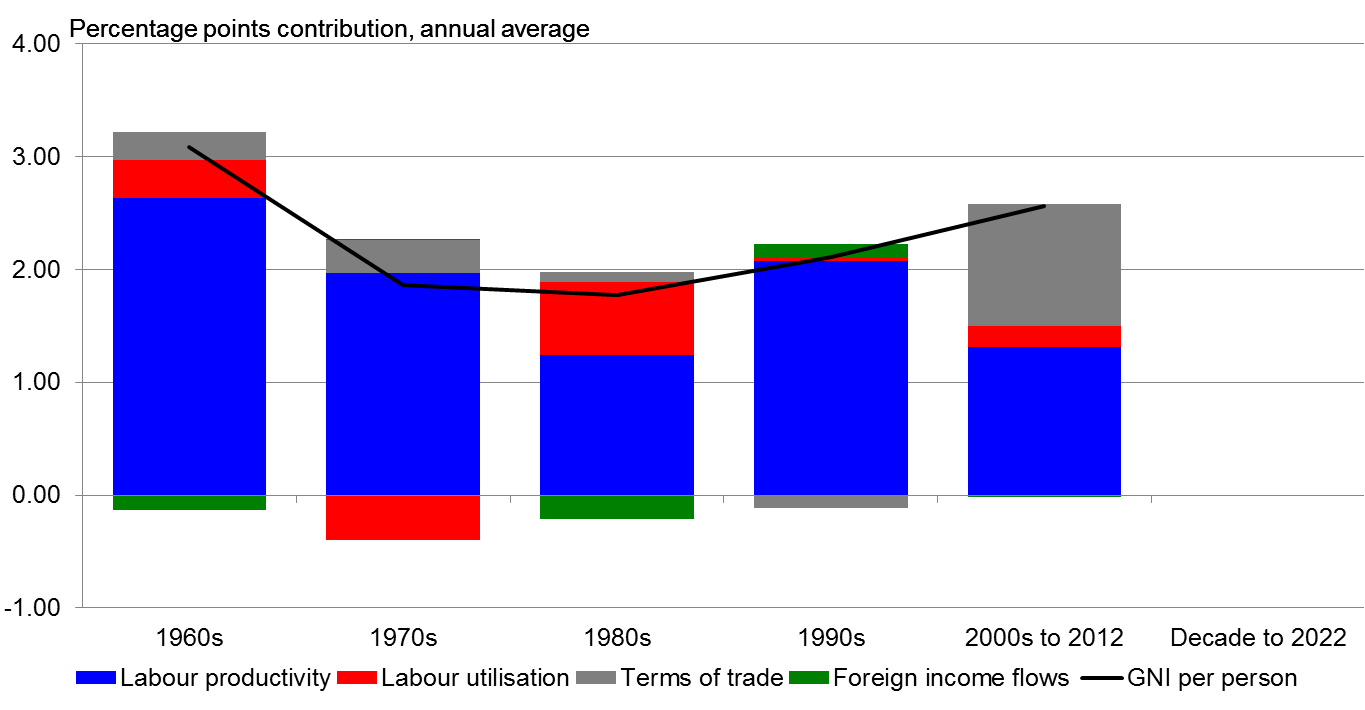 Percentage points contribution, annual average
4.00
3.00
2.00
1.00
0.00
-1.00
1960s 1970s 1980s 1990s 2000s to 2012 Decade to 2022
Labour productivity Labour utilisation Terms of trade Foreign income flows GNI per person